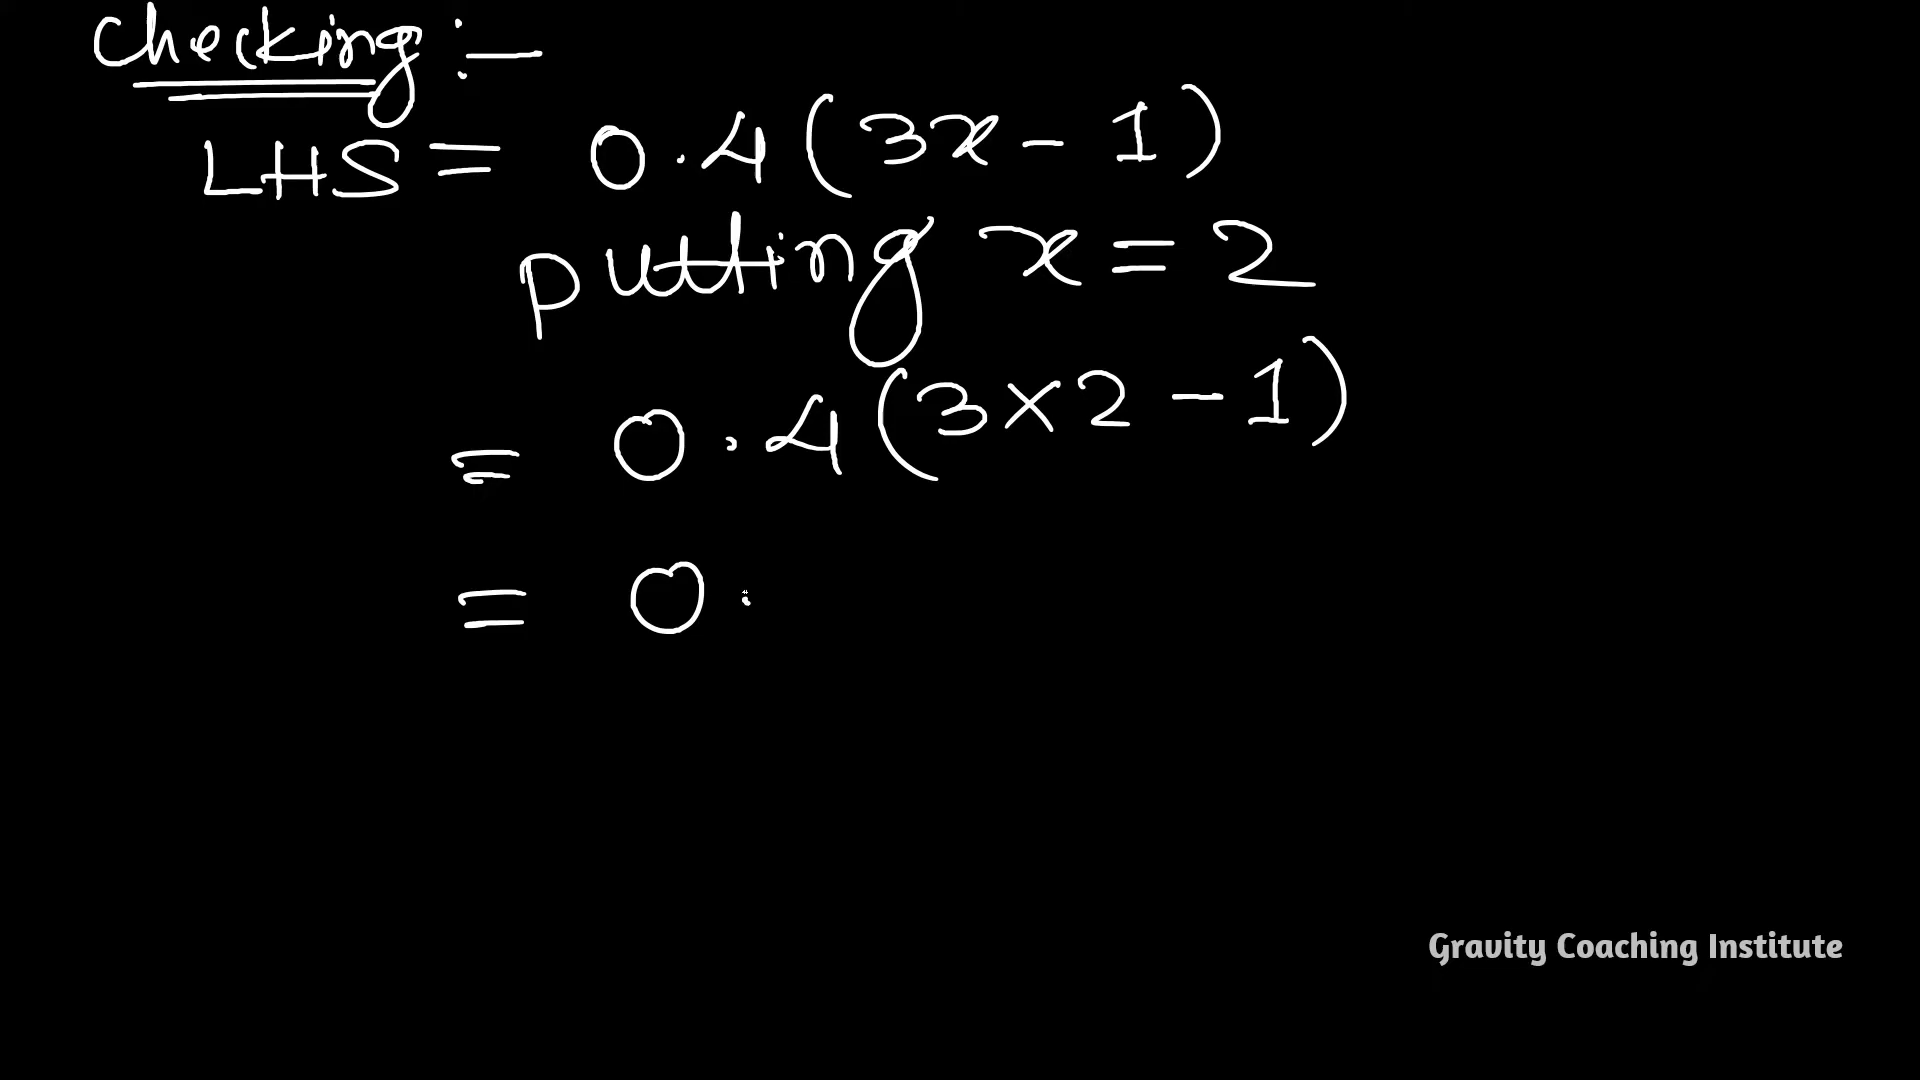 Checking :-
LHS = 0.4(3x - 1)
putting x = 2
= 0.4(3×2 - 1)
= 0.
Gravity Coaching Institute